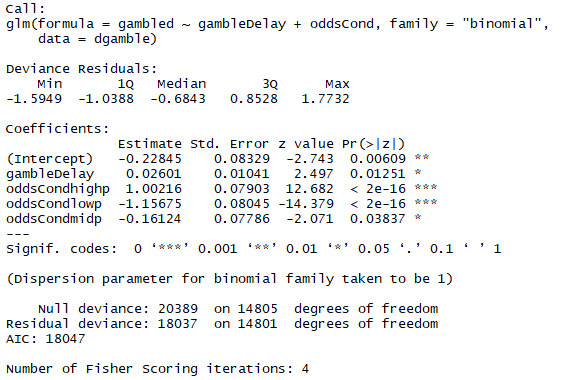 Call:
glm(formula = gambled ~ gambleDelay + oddsCond, family = "binomial",
    data = dgamble)

Deviance Residuals:
    Min       1Q   Median       3Q      Max
-1.5949  -1.0388  -0.6843   0.8528   1.7732

Coefficients:
              Estimate Std. Error z value Pr(>|z|)
(Intercept)   -0.22845    0.08329  -2.743  0.00609 **
gambleDelay    0.02601    0.01041   2.497  0.01251 *
oddsCondhighp  1.00216    0.07903  12.682  < 2e-16 ***
oddsCondlowp  -1.15675    0.08045 -14.379  < 2e-16 ***
oddsCondmidp  -0.16124    0.07786  -2.071  0.03837 *
---
Signif. codes:  0 ‘***’ 0.001 ‘**’ 0.01 ‘*’ 0.05 ‘.’ 0.1 ‘ ’ 1

(Dispersion parameter for binomial family taken to be 1)

    Null deviance: 20389  on 14805  degrees of freedom
Residual deviance: 18037  on 14801  degrees of freedom
AIC: 18047

Number of Fisher Scoring iterations: 4